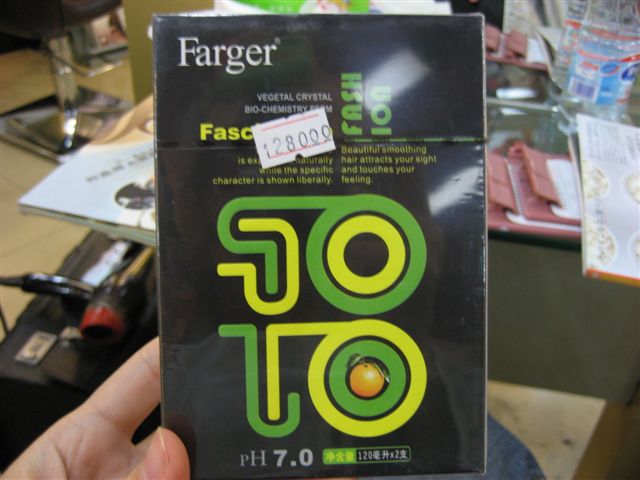 Farger®
VEGETAL CRYSTAL
BIO-CHEMISTRY PERM
FASH
ION
Fasc
128000
Beautiful smoothing
hair attracts your sight
and touches your
feeling.
is naturally
while the specific
character is shown liberally.
pH 7.0
净含量 120毫升x2支